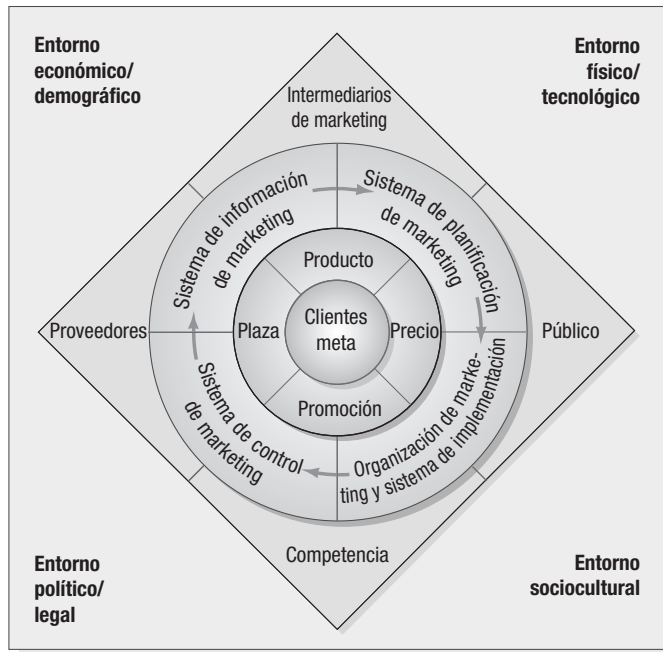 Entorno
económico/
demográfico
Entorno
físico/
tecnológico
Intermediarios
de marketing
Sistema de información
de marketing
Sistema de planificación
de marketing
Producto
Proveedores
Plaza
Clientes
meta
Precio
Público
Promoción
Sistema de control
de marketing
Organización de marke-
ting y sistema de implementación
Competencia
Entorno
político/
legal
Entorno
sociocultural